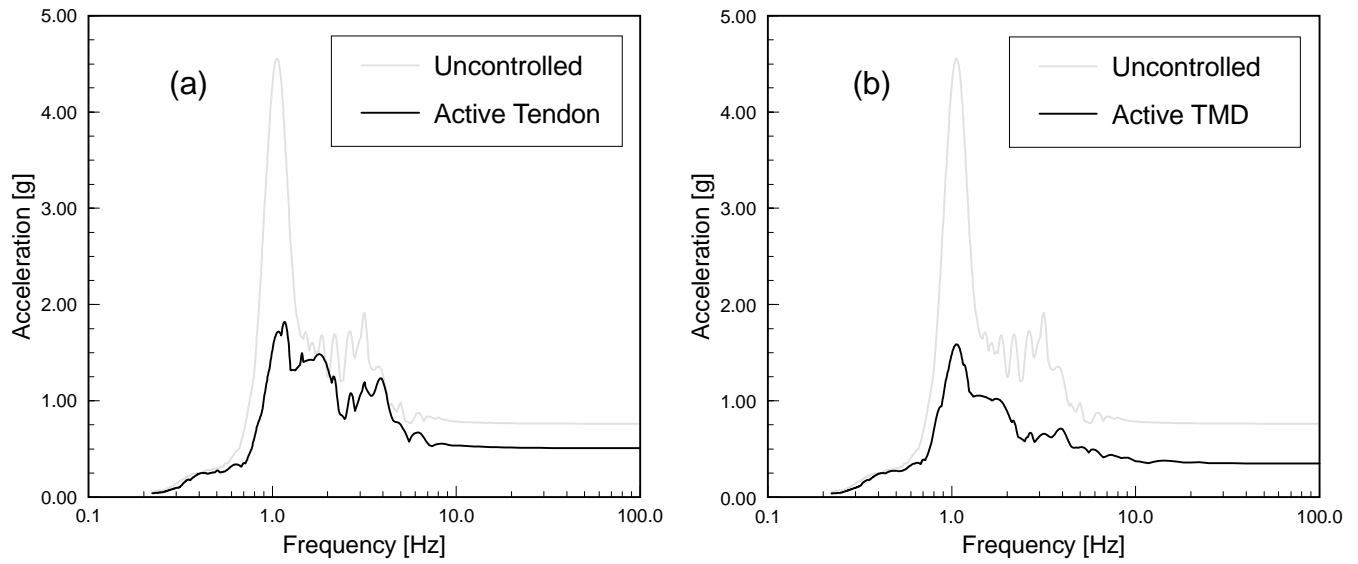 (a)
Uncontrolled
Active Tendon
Acceleration [g]
5.00
4.00
3.00
2.00
1.00
0.00
0.1 1.0 10.0 100.0
Frequency [Hz]
(b)
Uncontrolled
Active TMD
Acceleration [g]
5.00
4.00
3.00
2.00
1.00
0.00
0.1 1.0 10.0 100.0
Frequency [Hz]